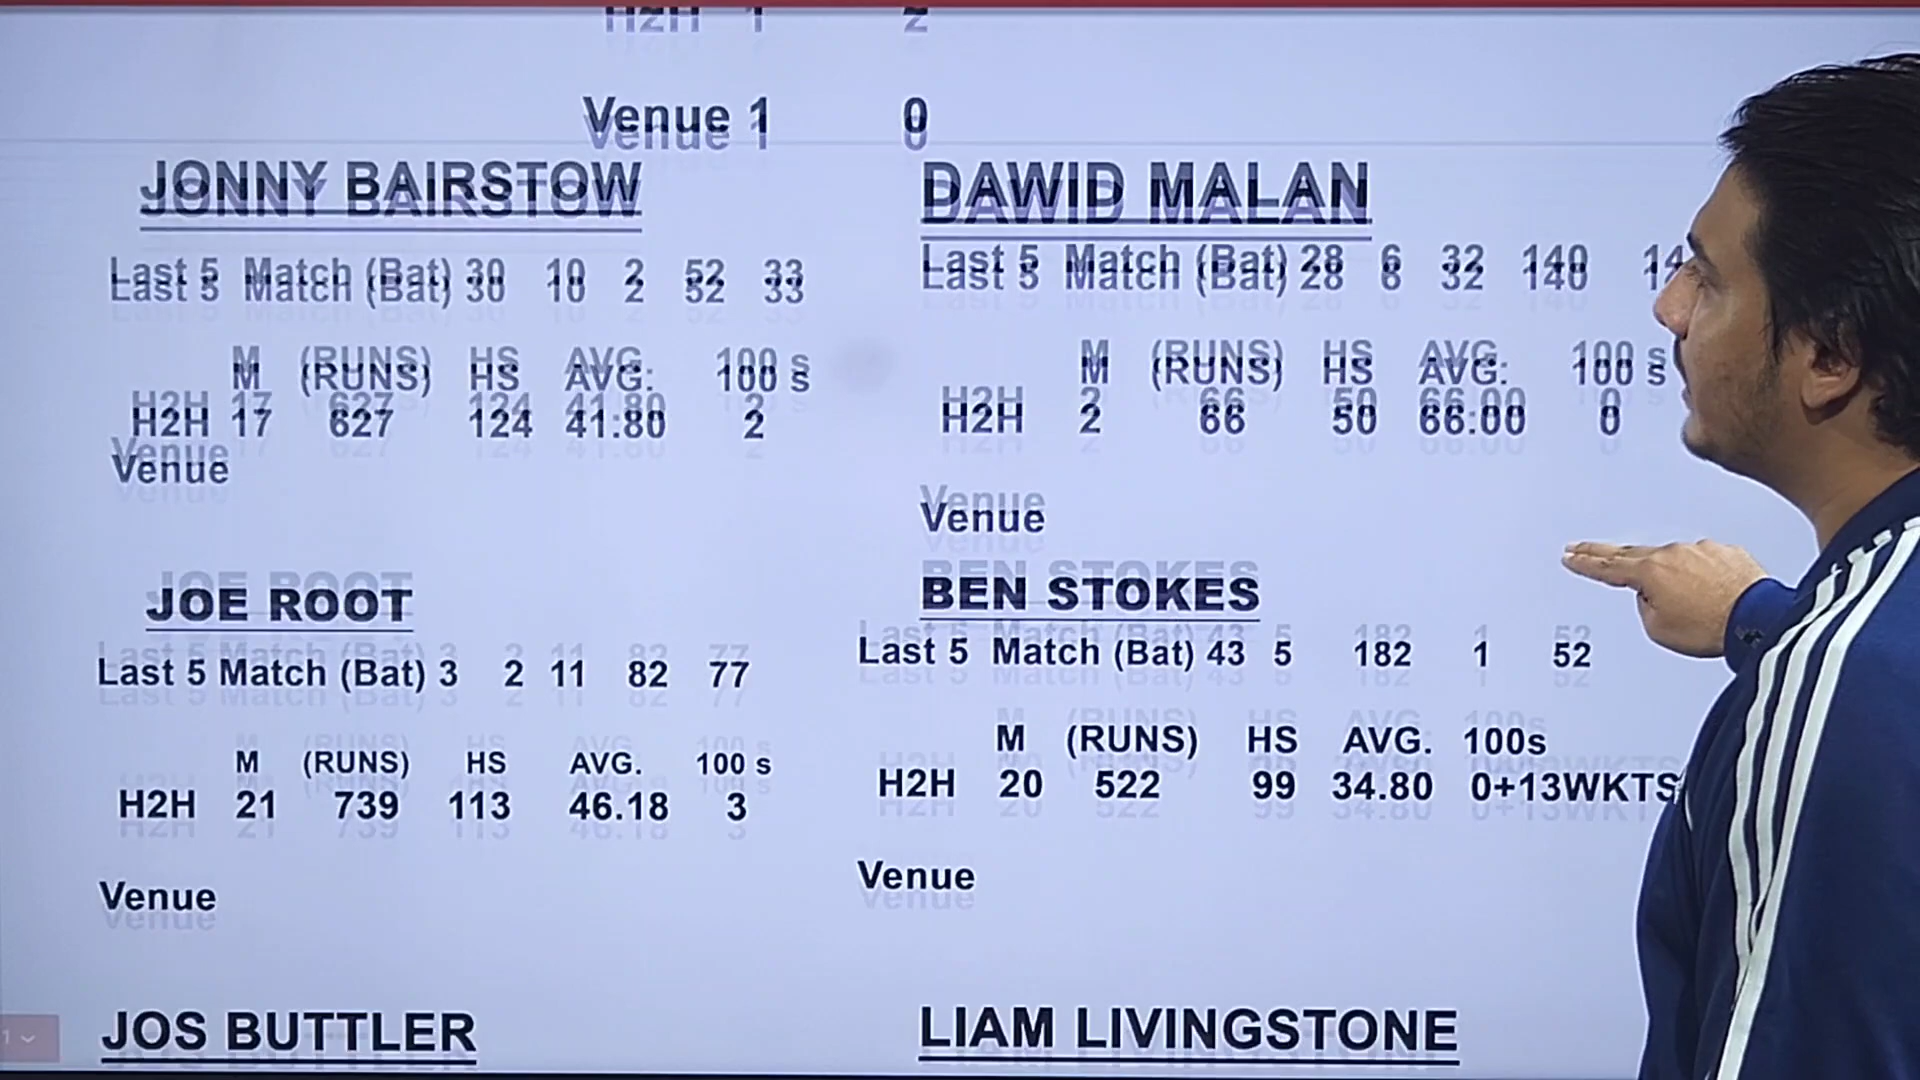 H2H 1 2
Venue 1 0
JONNY BAIRSTOW
Last 5 Match (Bat) 30 10 2 52 33
M (RUNS) HS AVG: 100 s
H2H 17 627 124 41:80 2
Venue
DAWID MALAN
Last 5 Match (Bat) 28 6 32 140 14
M (RUNS) HS AVG: 100 s
H2H 2 66 50 66:00 0
Venue
JOE ROOT
Last 5 Match (Bat) 3 2 11 82 77
M (RUNS) HS AVG. 100 s
H2H 21 739 113 46.18 3
Venue
BEN STOKES
Last 5 Match (Bat) 43 5 182 1 52
M (RUNS) HS AVG. 100s
H2H 20 522 99 34.80 0+13WKTS
Venue
JOS BUTTLER
LIAM LIVINGSTONE
1